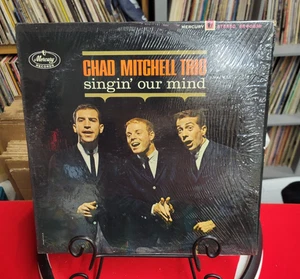 MERCURY STEREO
Mercury
RECORDS
CHAD MITCHELL TRIO
singin' our mind